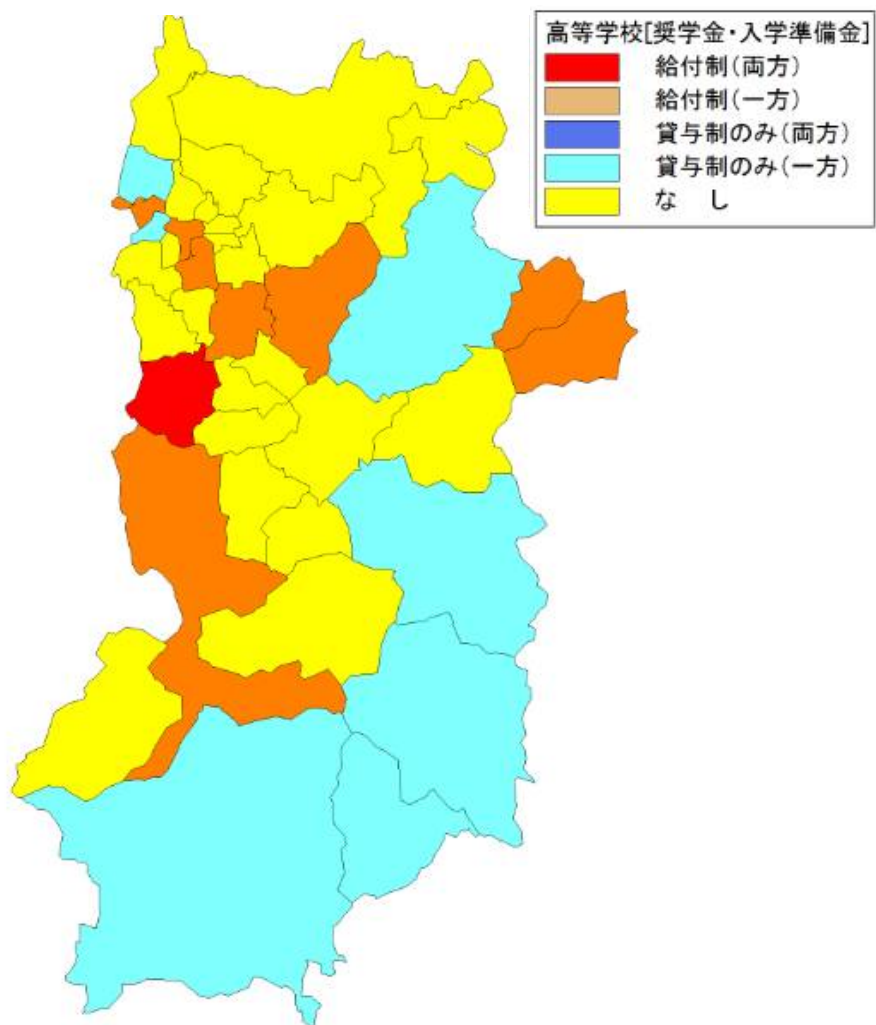 高等学校[奨学金・入学準備金]
給付制(両方)
給付制(一方)
貸与制のみ(両方)
貸与制のみ(一方)
な し